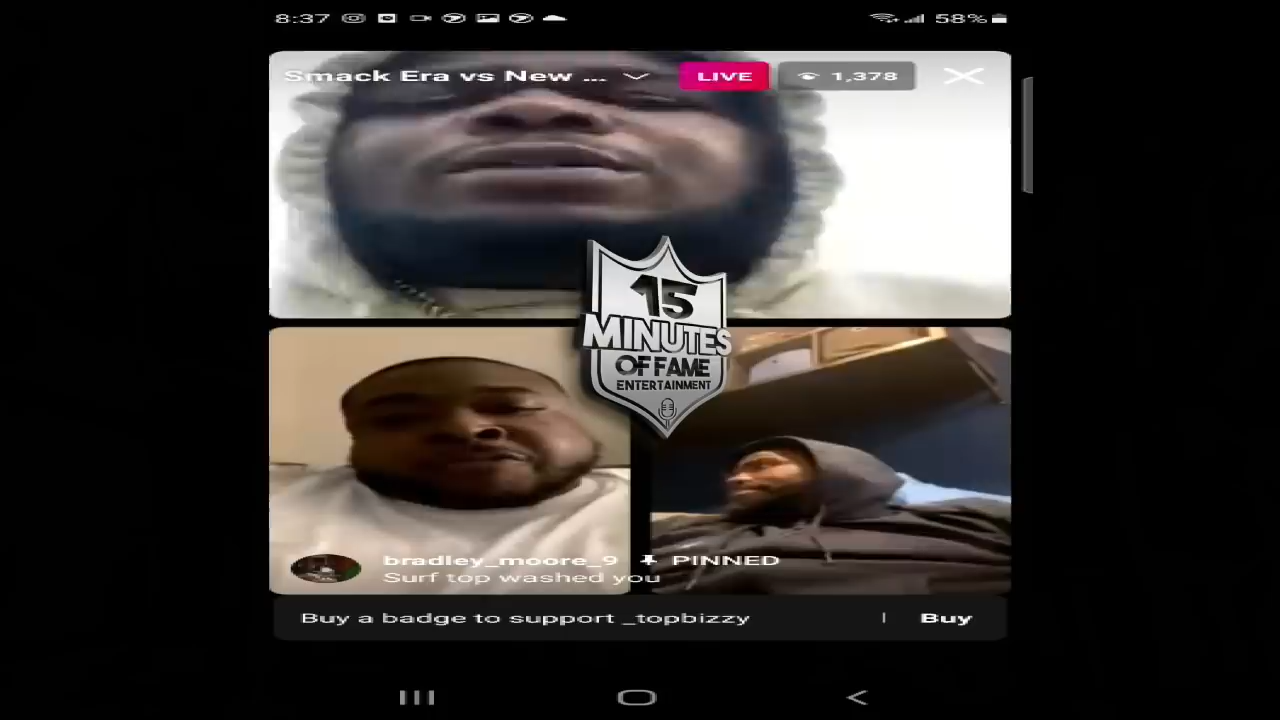 8:37
58%
Smack Era vs New ...
LIVE
1,378
15
MINUTES
OF FAME
ENTERTAINMENT
bradley_moore_9 PINNED
Surf top washed you
Buy a badge to support _topbizzy | Buy